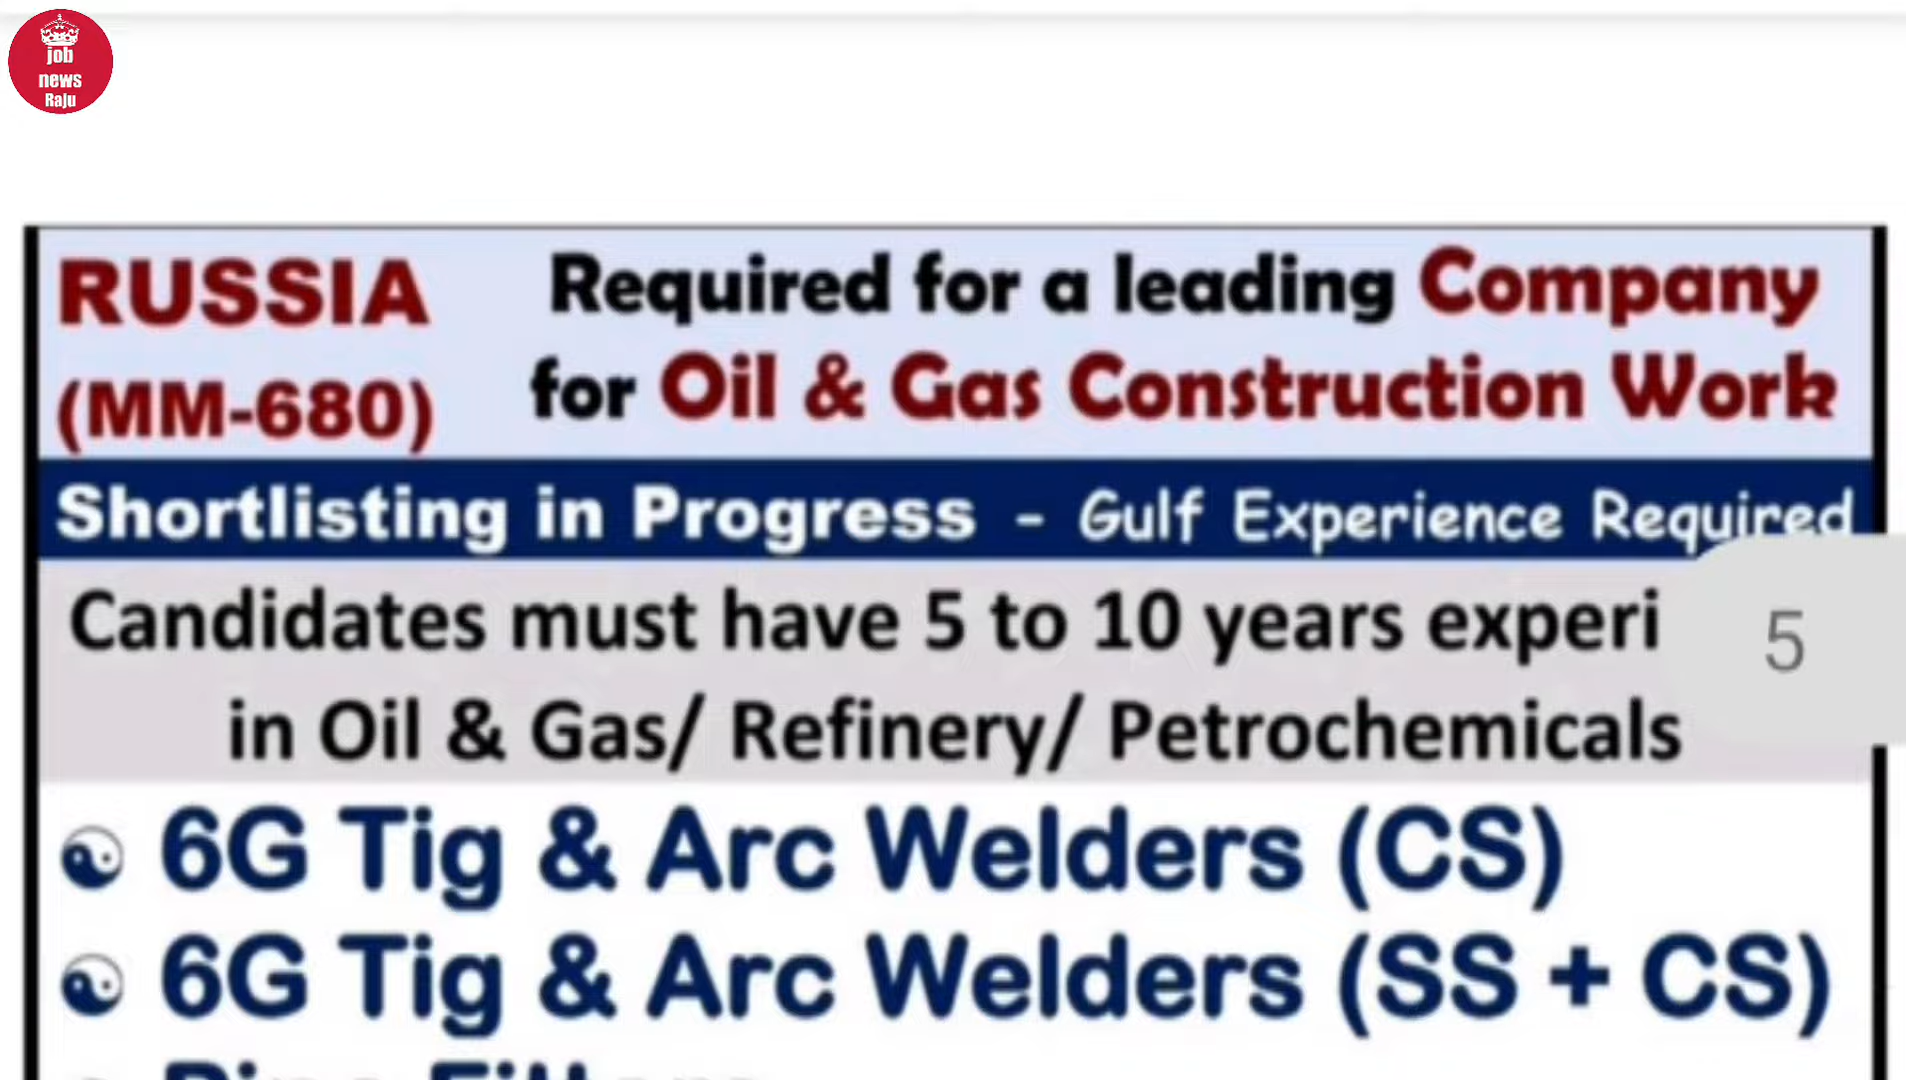 job
news
Raju
RUSSIA
(MM-680)
Required for a leading Company
for Oil & Gas Construction Work
Shortlisting in Progress - Gulf Experience Required
Candidates must have 5 to 10 years experi
5
in Oil & Gas/ Refinery/ Petrochemicals
6G Tig & Arc Welders (CS)
6G Tig & Arc Welders (SS + CS)